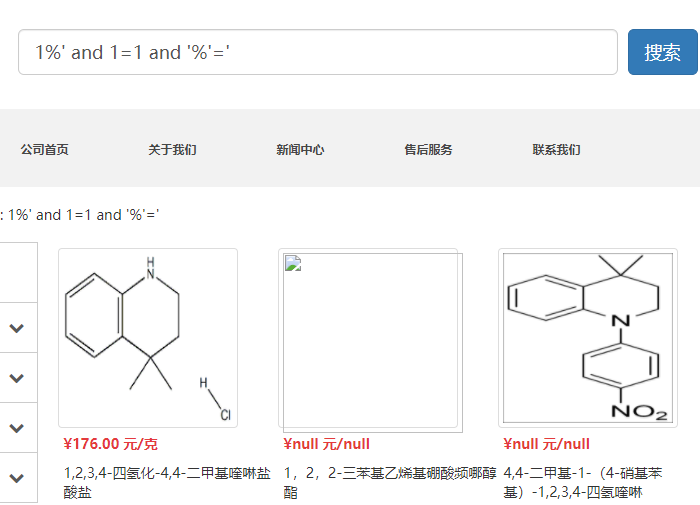 1%' and 1=1 and '%'='
搜索
公司首页 关于我们 新闻中心 售后服务 联系我们
: 1%' and 1=1 and '%'='
H
N
H
Cl
N
NO2
¥176.00 元/克
¥null 元/null
¥null 元/null
1,2,3,4-四氢化-4,4-二甲基喹啉盐
酸盐
1，2，2-三苯基乙烯基硼酸频哪醇
酯
4,4-二甲基-1-（4-硝基苯
基）-1,2,3,4-四氢喹啉